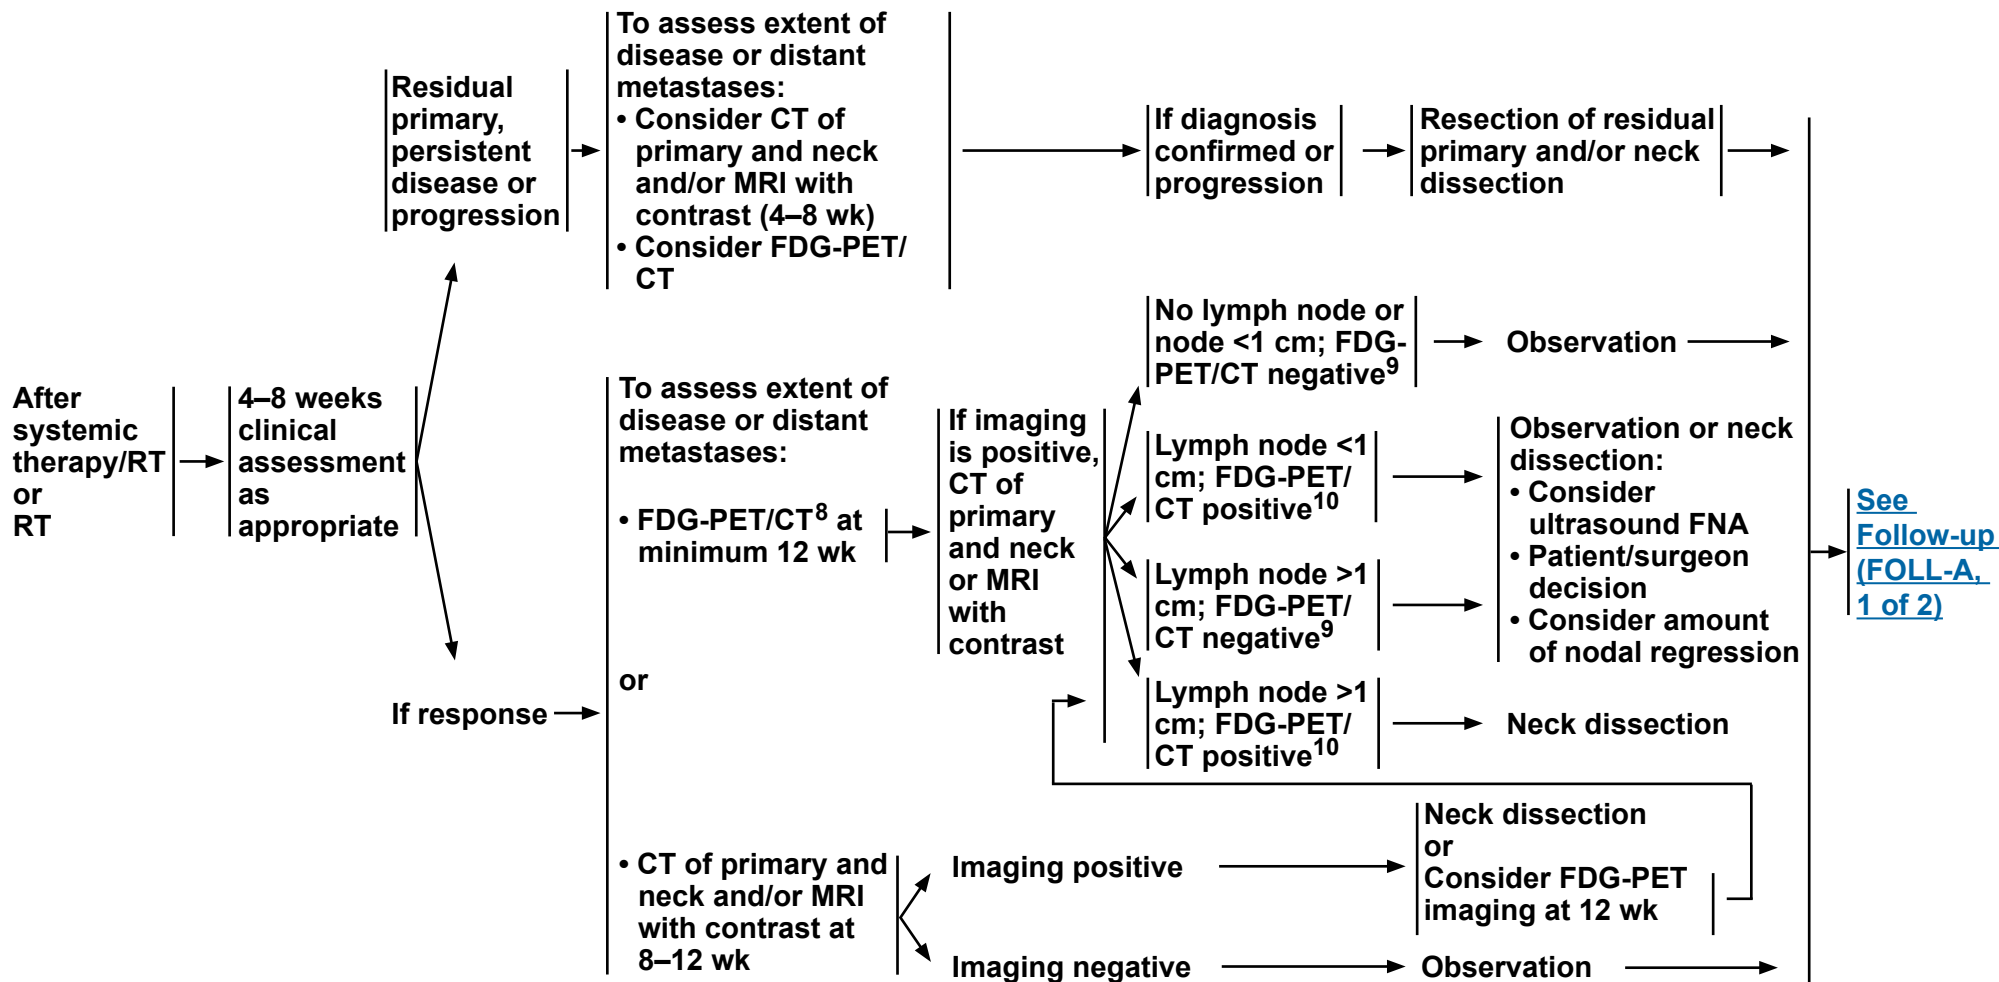 After
systemic
therapy/RT
or
RT
4–8 weeks
clinical
assessment
as
appropriate
Residual
primary,
persistent
disease or
progression
To assess extent of
disease or distant
metastases:
• Consider CT of
primary and neck
and/or MRI with
contrast (4–8 wk)
• Consider FDG-PET/
CT
If diagnosis
confirmed or
progression
Resection of residual
primary and/or neck
dissection
If response
To assess extent of
disease or distant
metastases:
• FDG-PET/CT8 at
minimum 12 wk
or
• CT of primary and
neck and/or MRI
with contrast at
8–12 wk
If imaging
is positive,
CT of
primary
and neck
or MRI
with
contrast
No lymph node or
node <1 cm; FDG-
PET/CT negative9
Observation
Lymph node <1
cm; FDG-PET/
CT positive10
Lymph node >1
cm; FDG-PET/
CT negative9
Observation or neck
dissection:
• Consider
ultrasound FNA
• Patient/surgeon
decision
• Consider amount
of nodal regression
Lymph node >1
cm; FDG-PET/
CT positive10
Neck dissection
Imaging positive
Neck dissection
or
Consider FDG-PET
imaging at 12 wk
Imaging negative
Observation
See
Follow-up
(FOLL-A,
1 of 2)